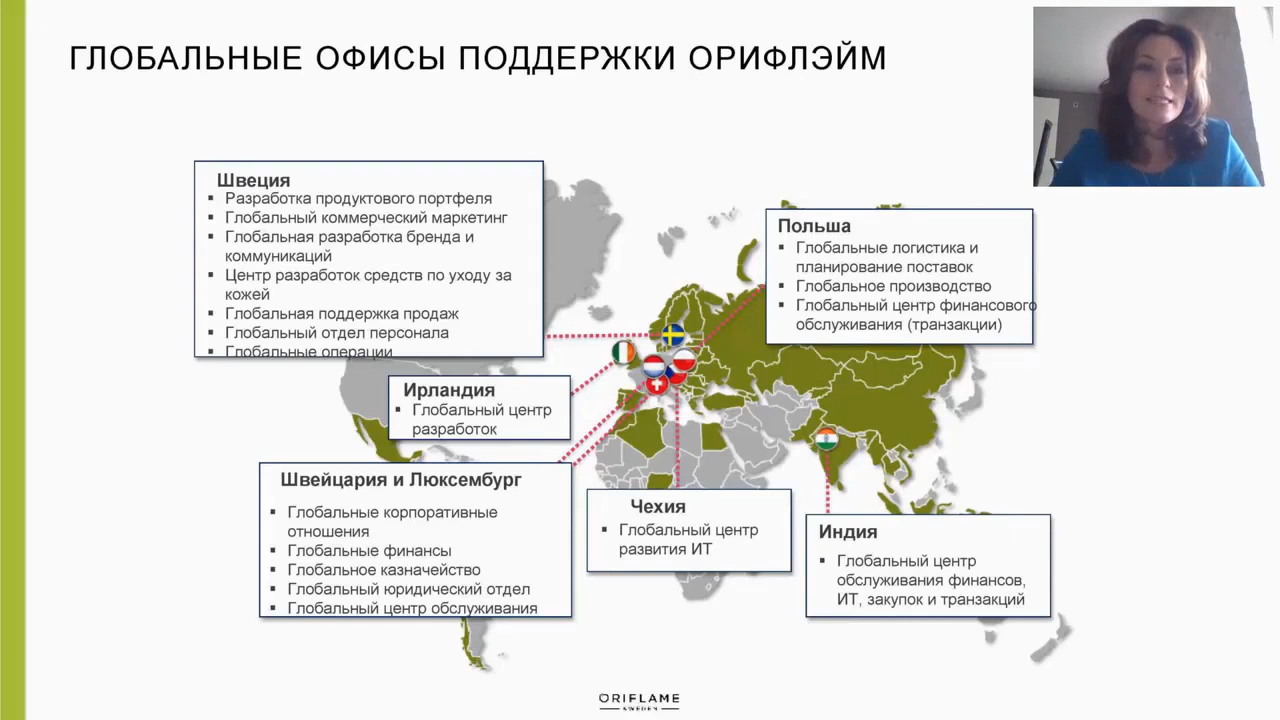 ГЛОБАЛЬНЫЕ ОФИСЫ ПОДДЕРЖКИ ОРИФЛЭЙМ
Швеция
▪ Разработка продуктового портфеля
▪ Глобальный коммерческий маркетинг
▪ Глобальная разработка бренда и
коммуникаций
▪ Центр разработок средств по уходу за
кожей
▪ Глобальная поддержка продаж
▪ Глобальный отдел персонала
▪ Глобальные операции
Польша
▪ Глобальные логистика и
планирование поставок
▪ Глобальное производство
▪ Глобальный центр финансового
обслуживания (транзакции)
Ирландия
▪ Глобальный центр
разработок
Швейцария и Люксембург
▪ Глобальные корпоративные
отношения
▪ Глобальные финансы
▪ Глобальное казначейство
▪ Глобальный юридический отдел
▪ Глобальный центр обслуживания
Чехия
▪ Глобальный центр
развития ИТ
Индия
▪ Глобальный центр
обслуживания финансов,
ИТ, закупок и транзакций
ORIFLAME
SWEDEN